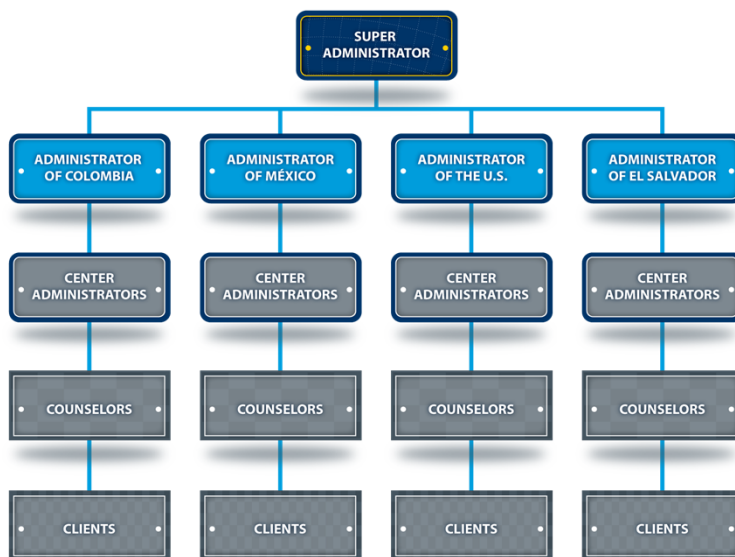 SUPER
ADMINISTRATOR
ADMINISTRATOR
OF COLOMBIA
ADMINISTRATOR
OF MÉXICO
ADMINISTRATOR
OF THE U.S.
ADMINISTRATOR
OF EL SALVADOR
CENTER
ADMINISTRATORS
CENTER
ADMINISTRATORS
CENTER
ADMINISTRATORS
CENTER
ADMINISTRATORS
COUNSELORS
COUNSELORS
COUNSELORS
COUNSELORS
CLIENTS
CLIENTS
CLIENTS
CLIENTS